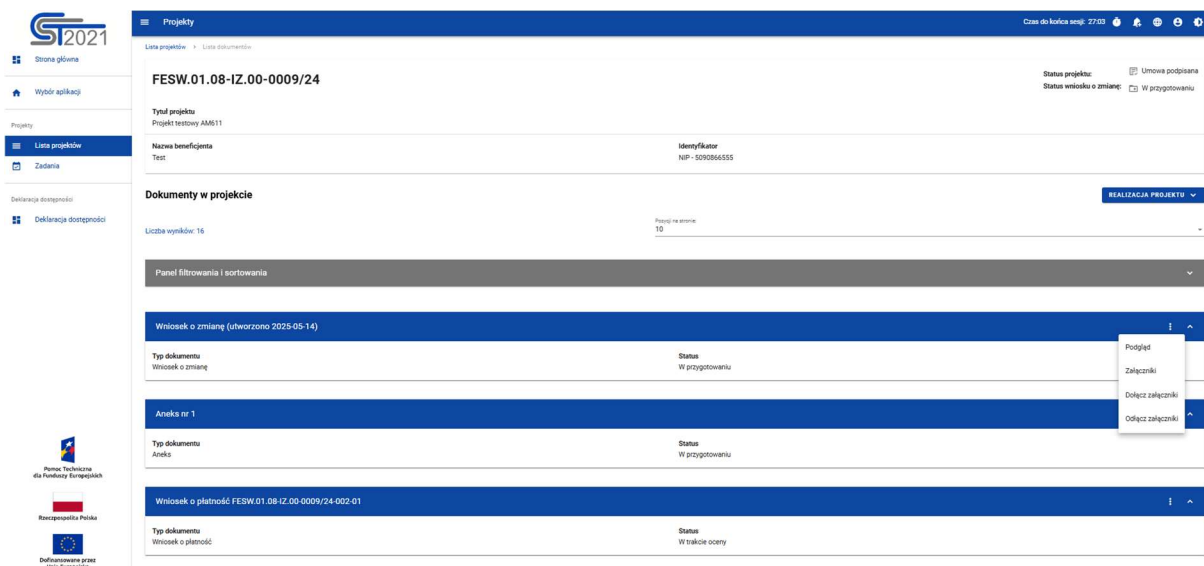 CST2021
Projekty
Czas do końca sesji: 27:03
Strona główna
Wybór aplikacji
Projekty
Lista projektów
Zadania
Deklaracja dostępności
Deklaracja dostępności
Pomoc Techniczna
dla Funduszy Europejskich
Rzeczpospolita Polska
Dofinansowane przez
Unię Europejską
Lista projektów > Lista dokumentów
FESW.01.08-IZ.00-0009/24
Status projektu: Umowa podpisana
Status wniosku o zmianę: W przygotowaniu
Tytuł projektu
Projekt testowy AM611
Nazwa beneficjenta Identyfikator
Test NIP - 5090866555
Dokumenty w projekcie
REALIZACJA PROJEKTU
Liczba wyników: 16
Pozycji na stronie:
10
Panel filtrowania i sortowania
Wniosek o zmianę (utworzono 2025-05-14)
Typ dokumentu Status
Wniosek o zmianę W przygotowaniu
Podgląd
Załączniki
Dołącz załączniki
Odłącz załączniki
Aneks nr 1
Typ dokumentu Status
Aneks W przygotowaniu
Wniosek o płatność FESW.01.08-IZ.00-0009/24-002-01
Typ dokumentu Status
Wniosek o płatność W trakcie oceny